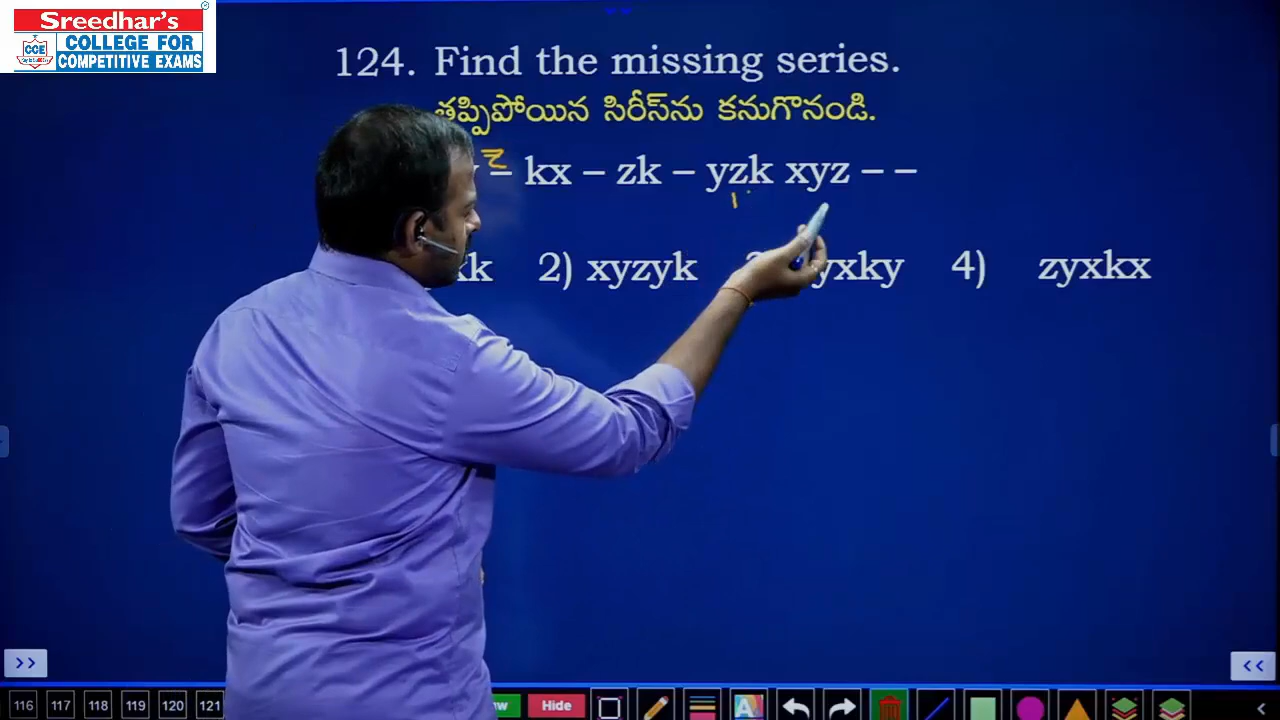 Sreedhar's
CCE
COLLEGE FOR
COMPETITIVE EXAMS
124. Find the missing series.
తప్పిపోయిన సిరీస్‌ను కనుగొనండి.
z
– kx – zk – yzk xyz – –
xk 2) xyzyk yxky 4) zyxkx
>> <<
116 117 118 119 120 121 Hide A <